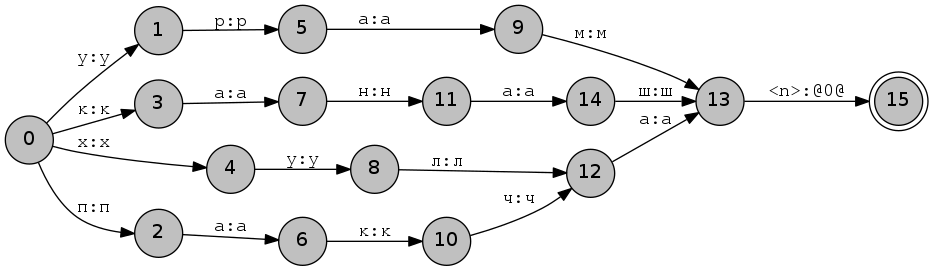 1 р:р 5 а:а 9 м:м
у:у
3 а:а 7 н:н 11 а:а 14 ш:ш 13 <n>:@0@ 15
к:к
0
х:х 4 у:у 8 л:л 12 а:а
п:п
2 а:а 6 к:к 10 ч:ч